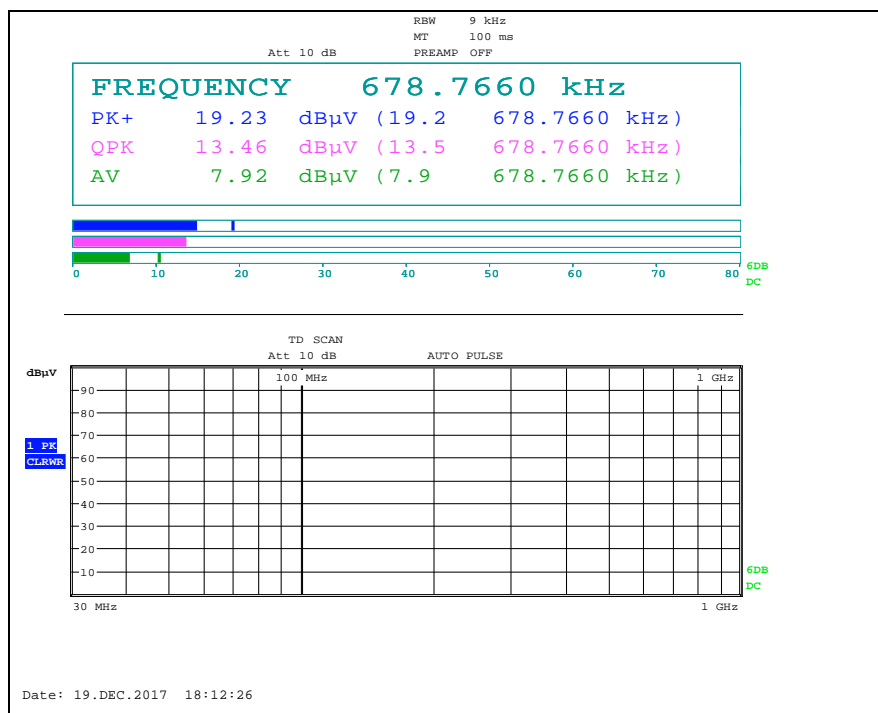 RBW 9 kHz
MT 100 ms
Att 10 dB PREAMP OFF
FREQUENCY 678.7660 kHz
PK+ 19.23 dBµV (19.2 678.7660 kHz)
QPK 13.46 dBµV (13.5 678.7660 kHz)
AV 7.92 dBµV (7.9 678.7660 kHz)
0 10 20 30 40 50 60 70 80
6DB
DC
TD SCAN
Att 10 dB AUTO PULSE
dBµV
100 MHz 1 GHz
90
80
70
1 PK
CLRWR
60
50
40
30
20
10
6DB
DC
30 MHz 1 GHz
Date: 19.DEC.2017 18:12:26